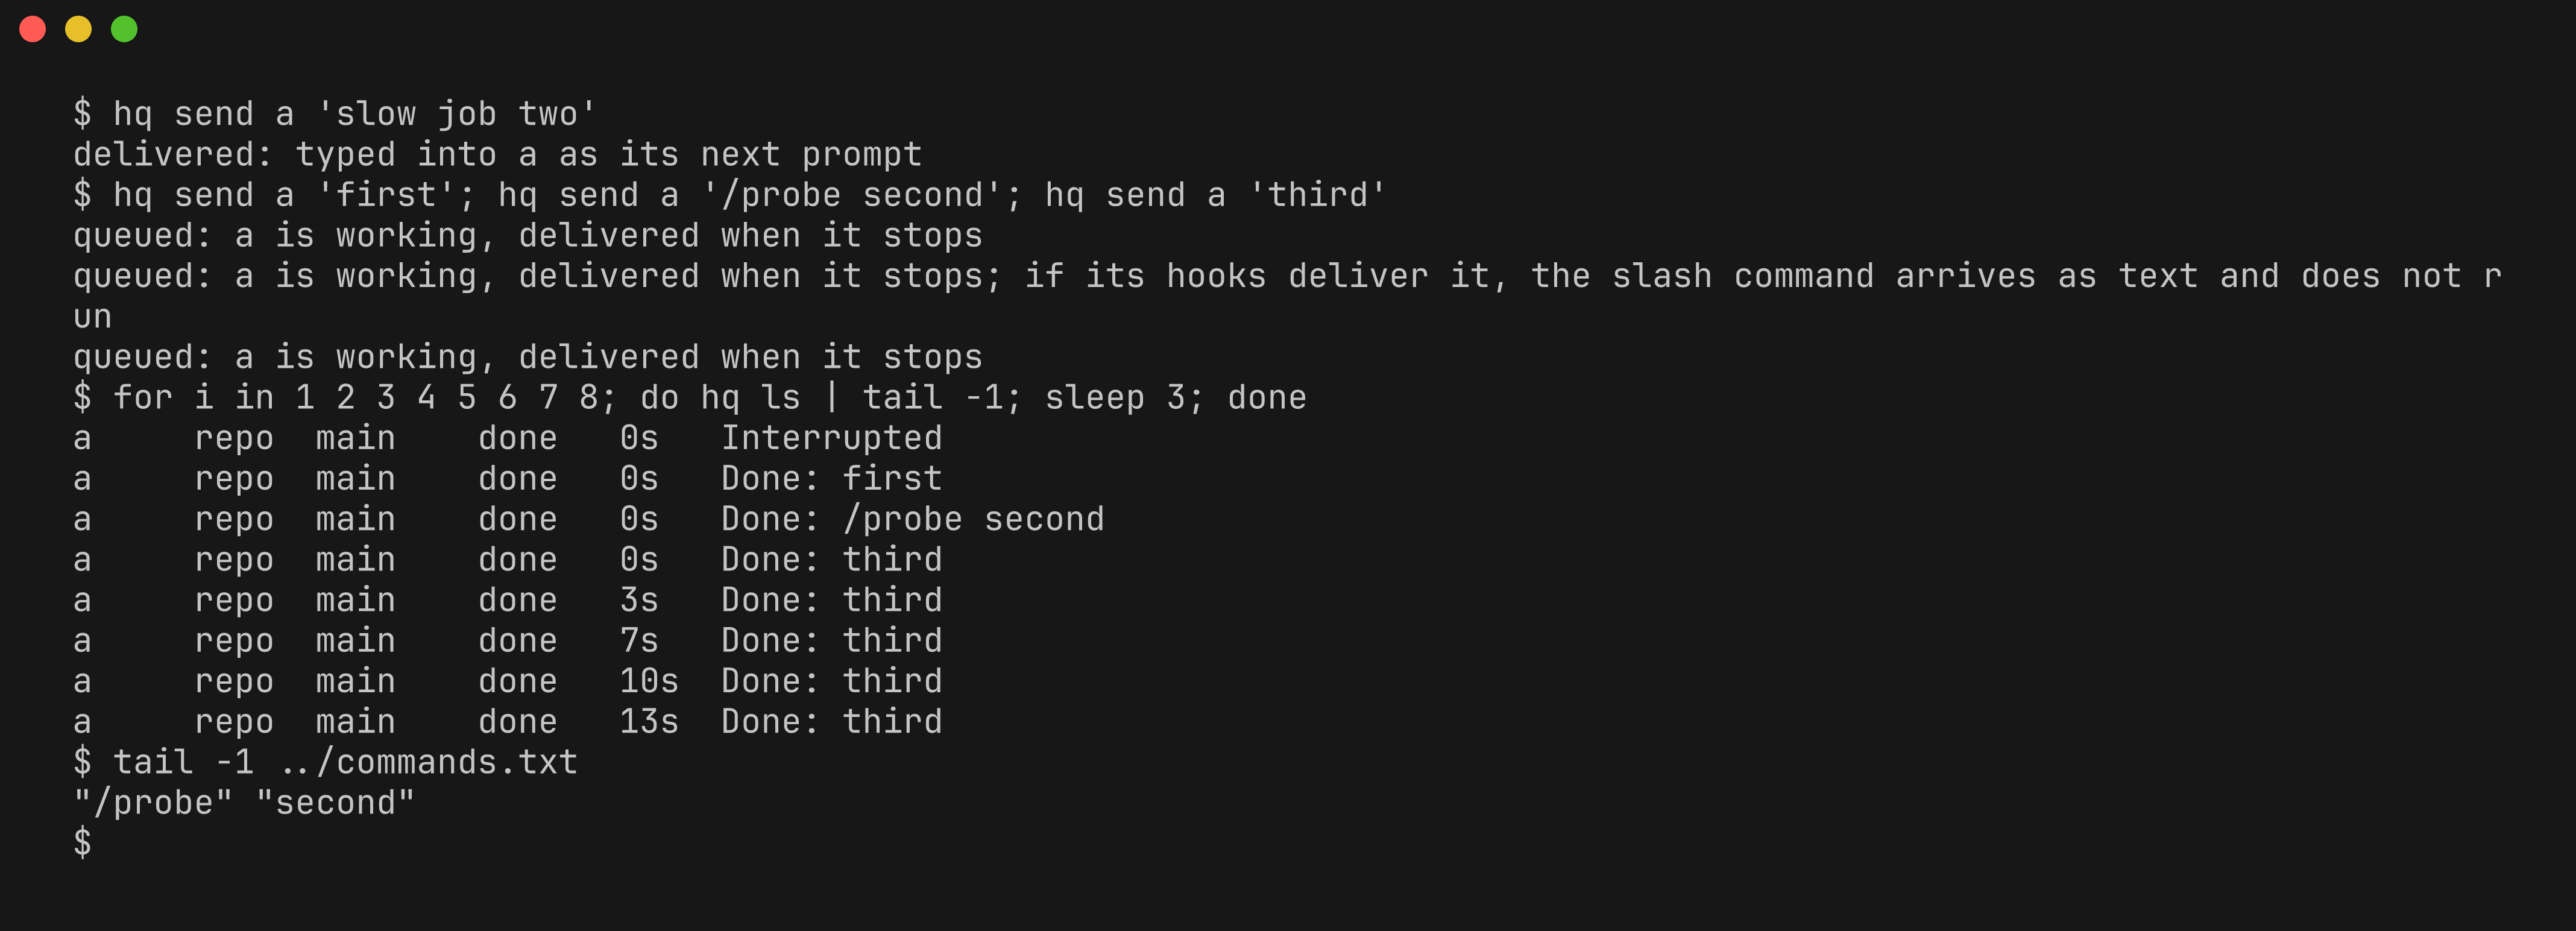 $ hq send a 'slow job two'
delivered: typed into a as its next prompt
$ hq send a 'first'; hq send a '/probe second'; hq send a 'third'
queued: a is working, delivered when it stops
queued: a is working, delivered when it stops; if its hooks deliver it, the slash command arrives as text and does not r
un
queued: a is working, delivered when it stops
$ for i in 1 2 3 4 5 6 7 8; do hq ls | tail -1; sleep 3; done
a     repo  main    done   0s   Interrupted
a     repo  main    done   0s   Done: first
a     repo  main    done   0s   Done: /probe second
a     repo  main    done   0s   Done: third
a     repo  main    done   3s   Done: third
a     repo  main    done   7s   Done: third
a     repo  main    done   10s  Done: third
a     repo  main    done   13s  Done: third
$ tail -1 ../commands.txt
"/probe" "second"
$